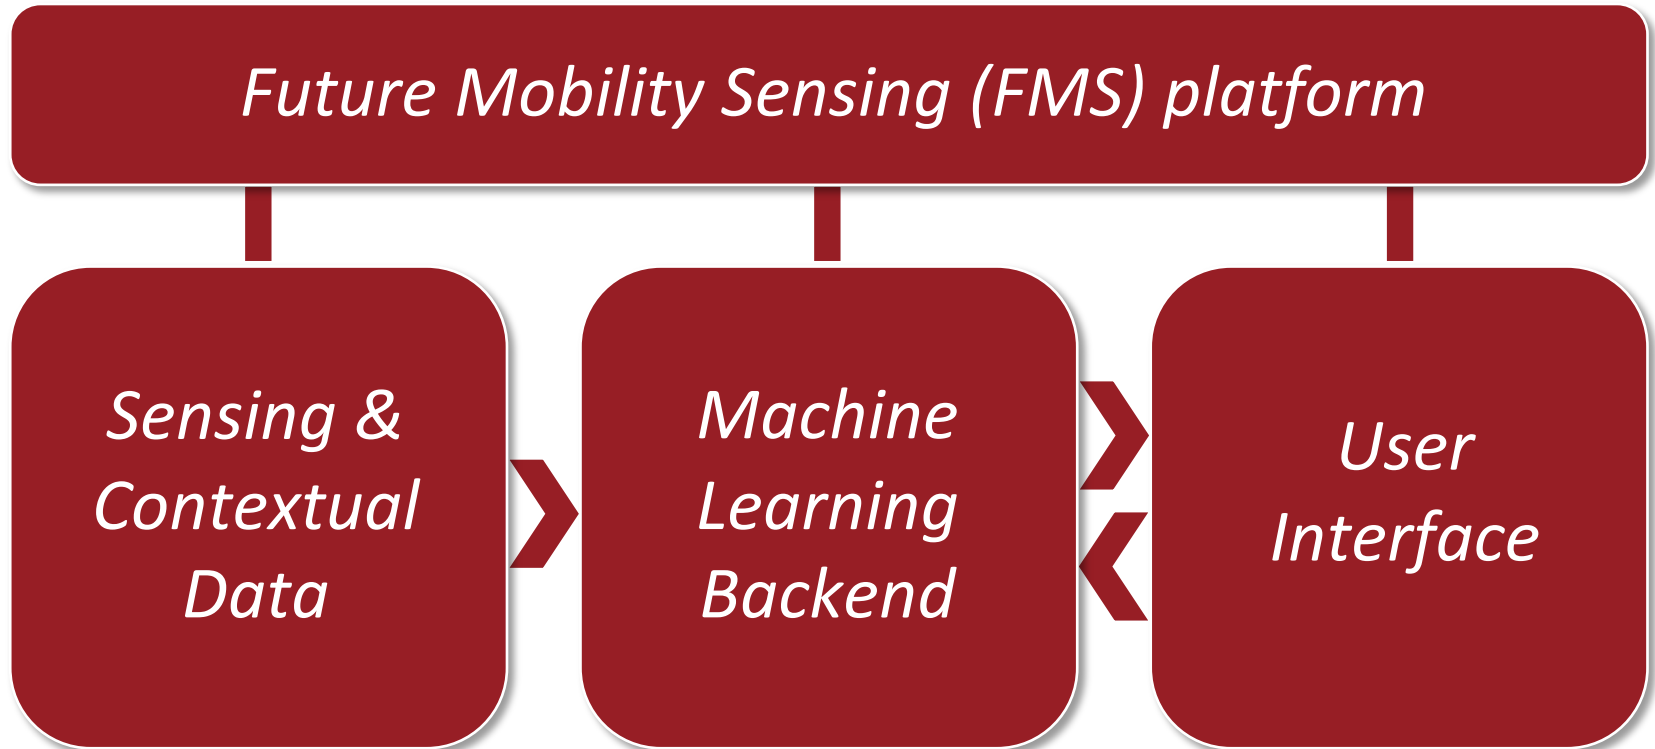 Future Mobility Sensing (FMS) platform
Sensing &
Contextual
Data
Machine
Learning
Backend
User
Interface